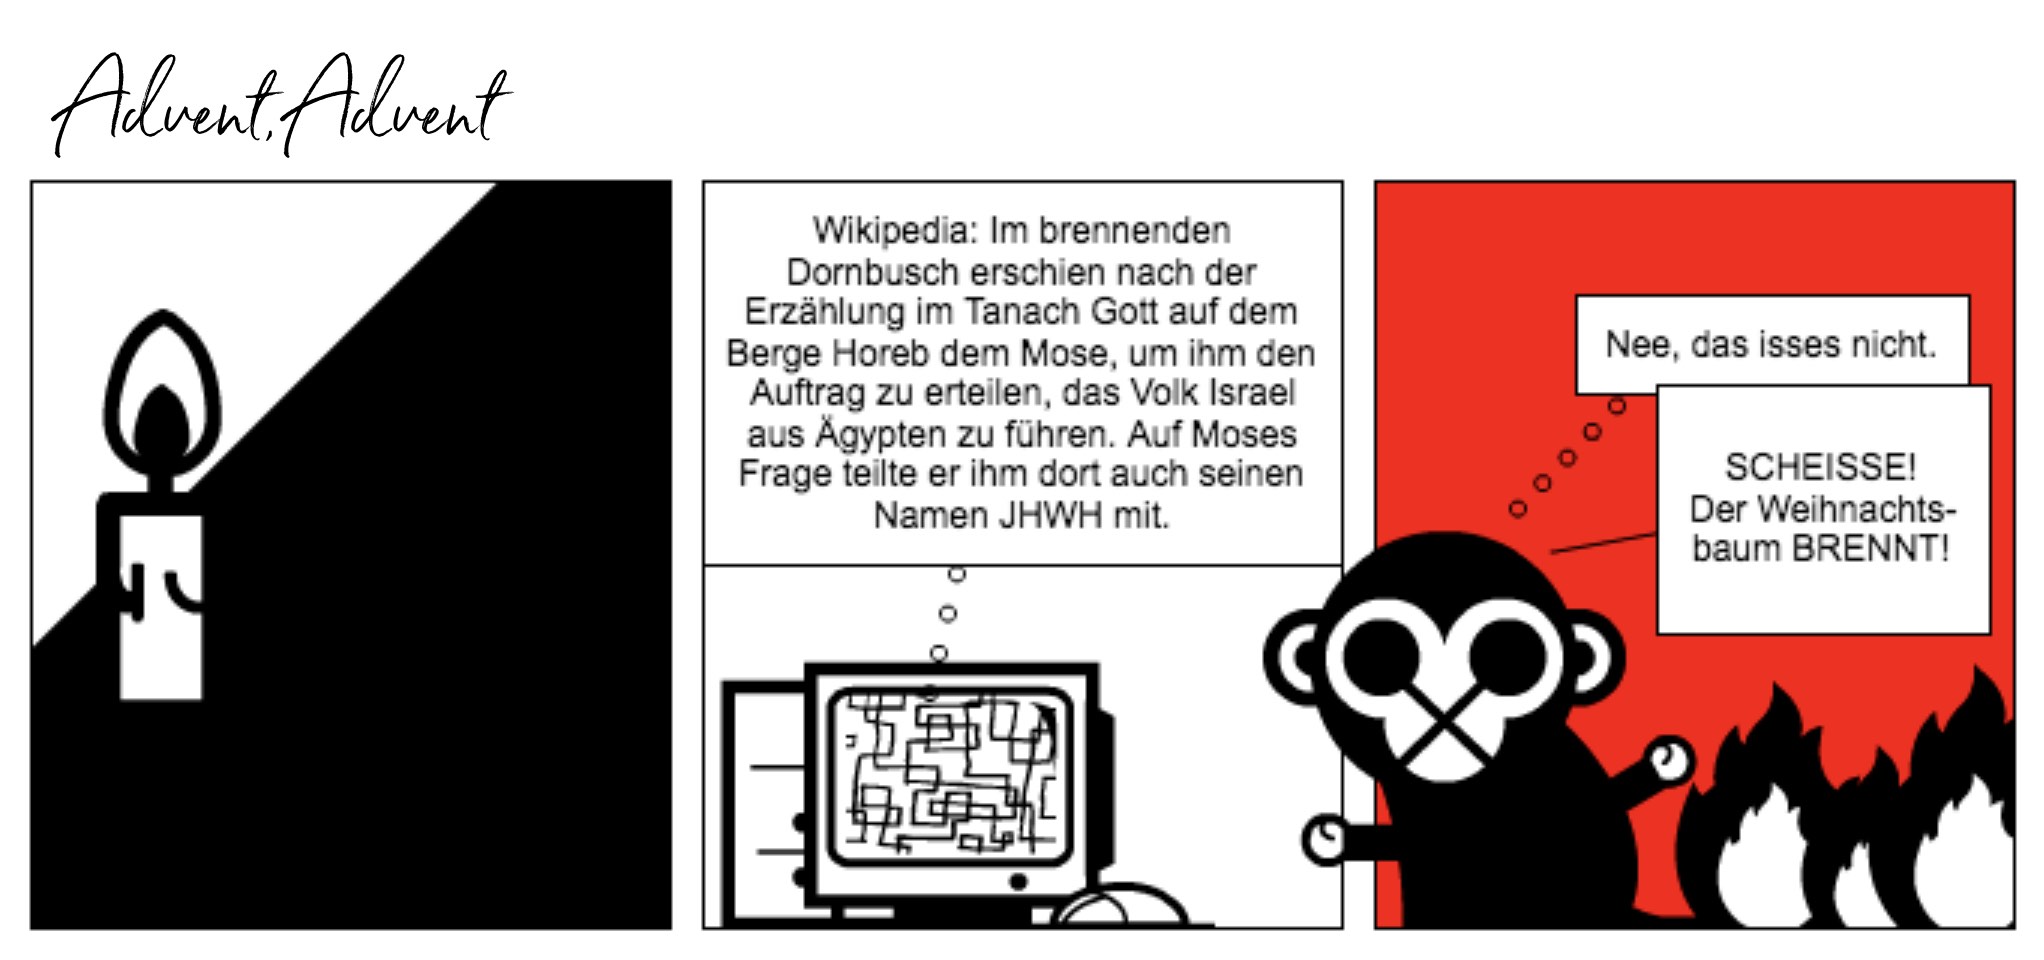 Advent, Advent
Wikipedia: Im brennenden
Dornbusch erschien nach der
Erzählung im Tanach Gott auf dem
Berge Horeb dem Mose, um ihm den
Auftrag zu erteilen, das Volk Israel
aus Ägypten zu führen. Auf Moses
Frage teilte er ihm dort auch seinen
Namen JHWH mit.
Nee, das isses nicht.
SCHEISSE!
Der Weihnachts-
baum BRENNT!